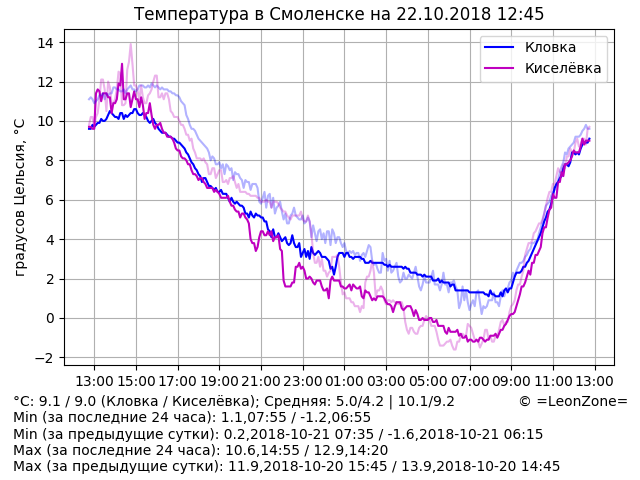 Температура в Смоленске на 22.10.2018 12:45
Кловка
Киселёвка
градусов Цельсия, °C
14
12
10
8
6
4
2
0
−2
13:00 15:00 17:00 19:00 21:00 23:00 01:00 03:00 05:00 07:00 09:00 11:00 13:00
°C: 9.1 / 9.0 (Кловка / Киселёвка); Средняя: 5.0/4.2 | 10.1/9.2 © =LeonZone=
Min (за последние 24 часа): 1.1,07:55 / -1.2,06:55
Min (за предыдущие сутки): 0.2,2018-10-21 07:35 / -1.6,2018-10-21 06:15
Max (за последние 24 часа): 10.6,14:55 / 12.9,14:20
Max (за предыдущие сутки): 11.9,2018-10-20 15:45 / 13.9,2018-10-20 14:45